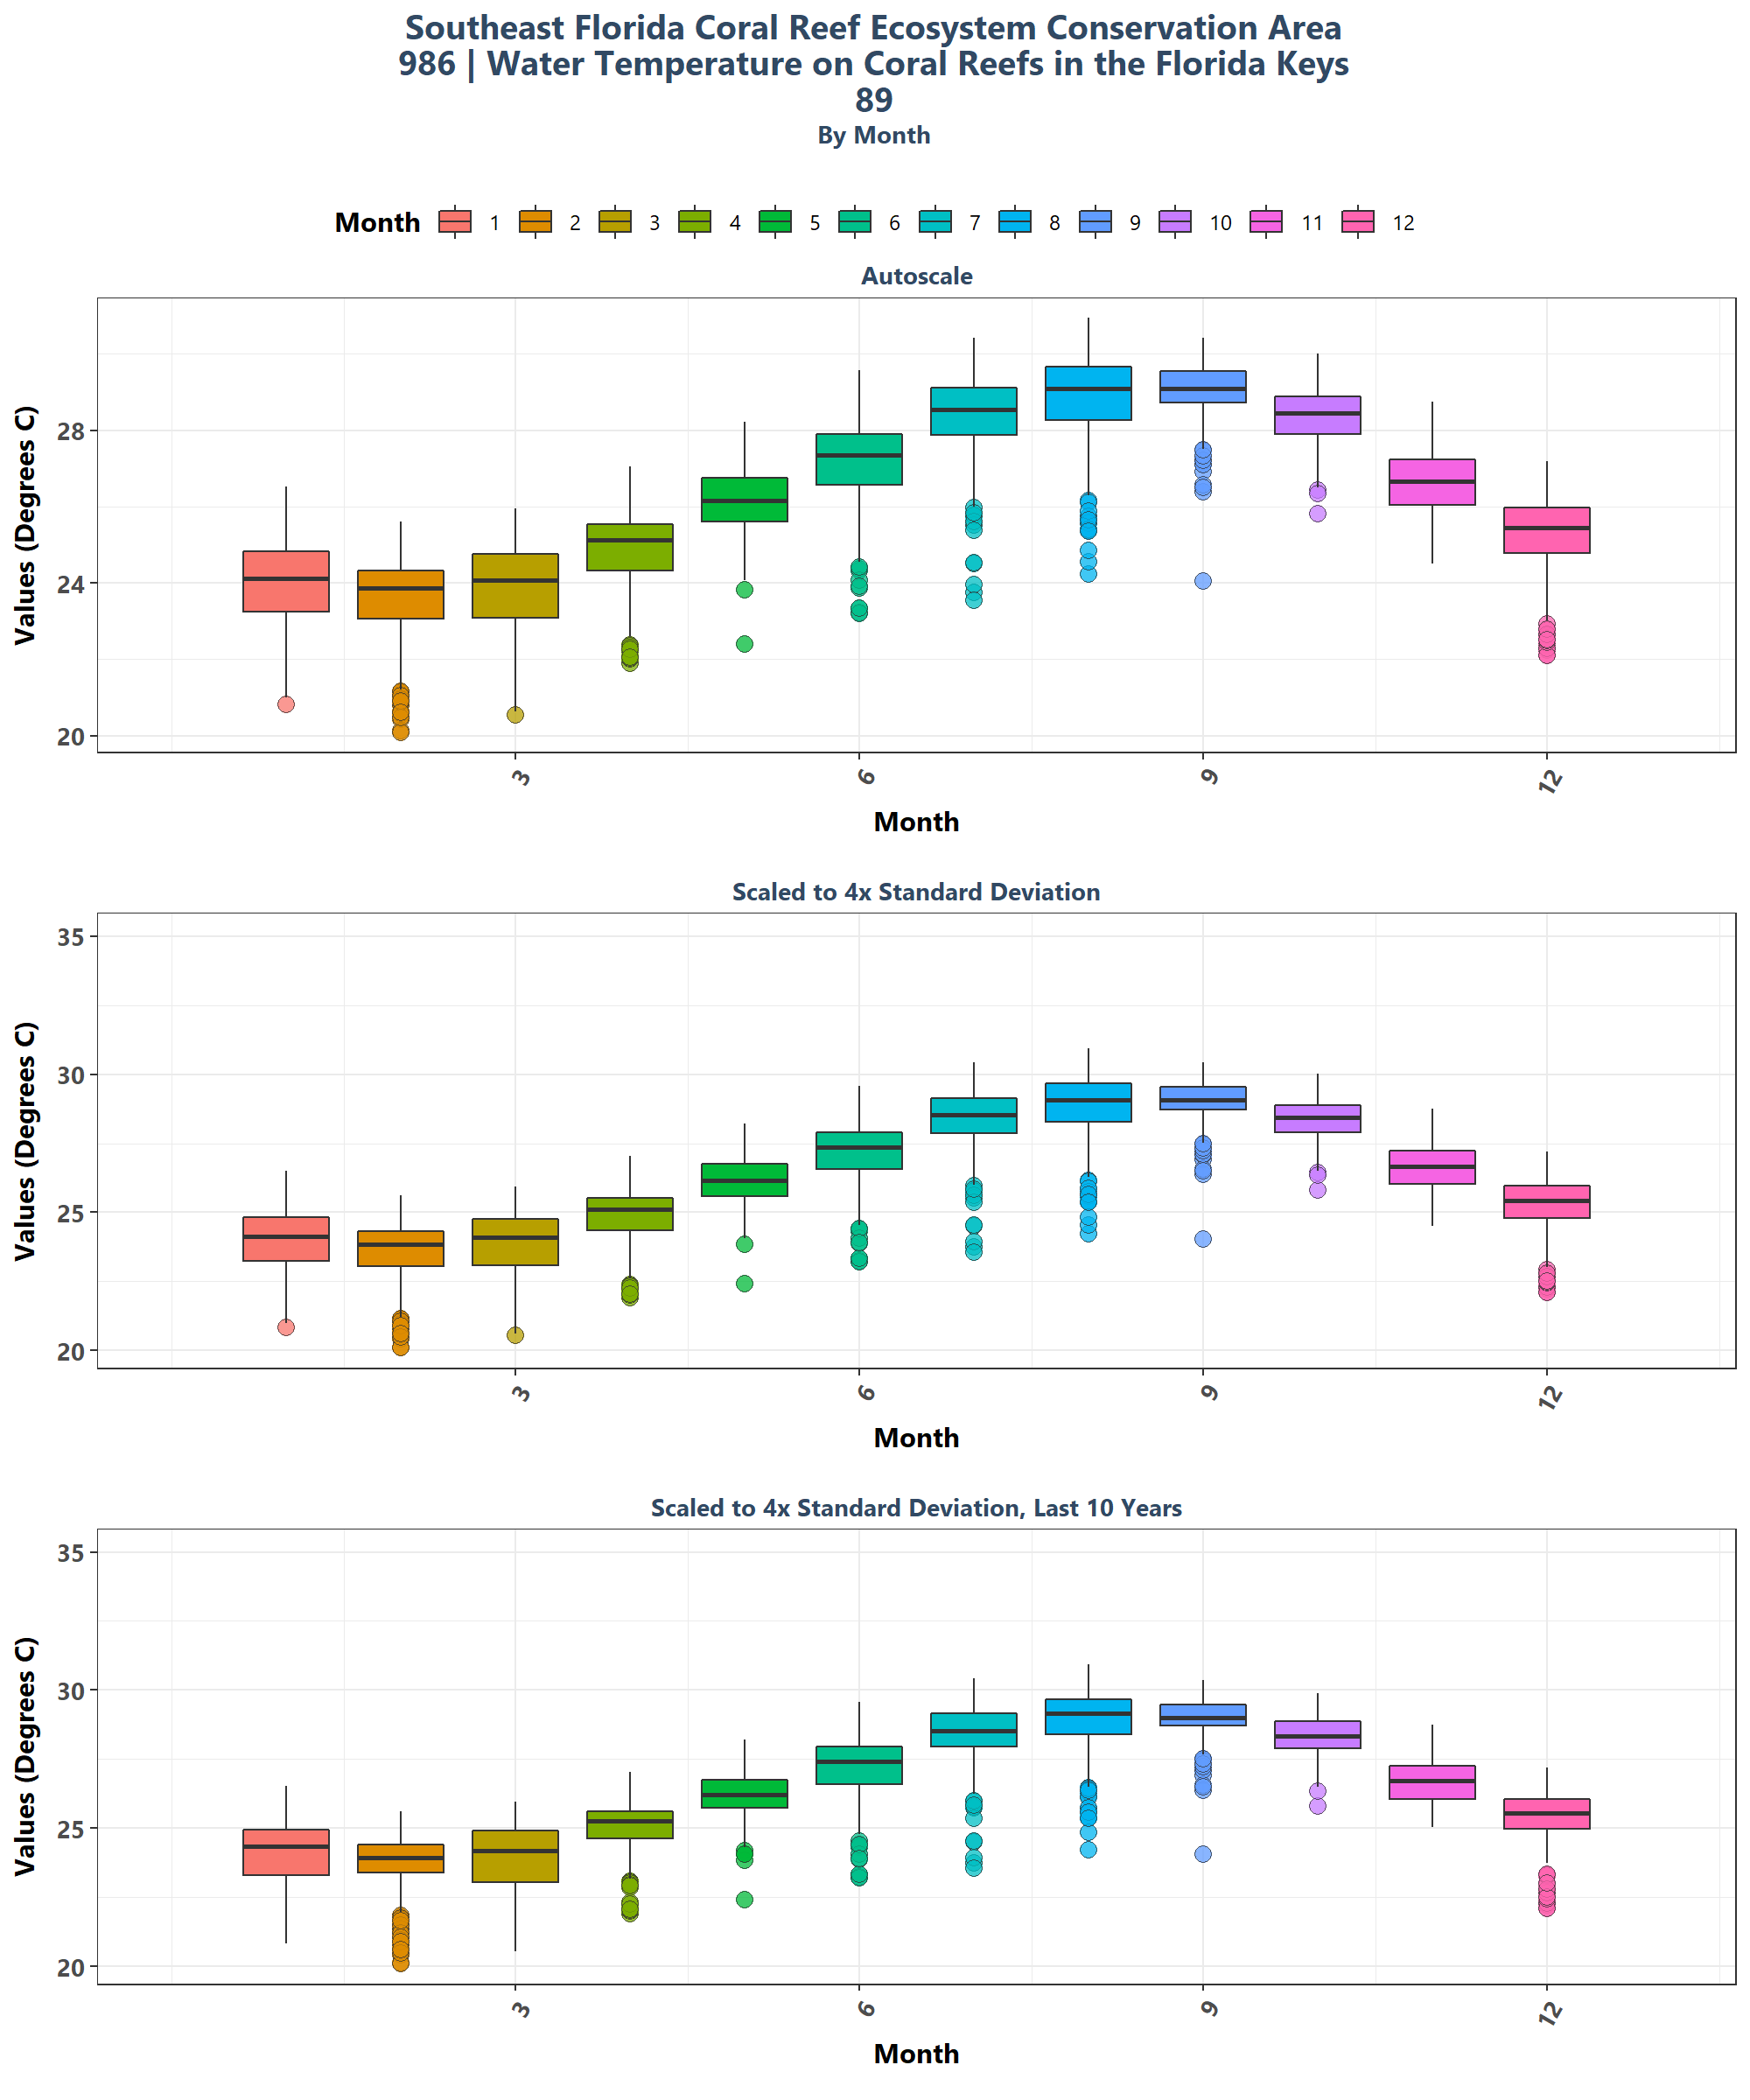 Southeast Florida Coral Reef Ecosystem Conservation Area
986 | Water Temperature on Coral Reefs in the Florida Keys
89
By Month
Month 1 2 3 4 5 6 7 8 9 10 11 12
Autoscale
Values (Degrees C)
28
24
20
3 6 9 12
Month
Scaled to 4x Standard Deviation
Values (Degrees C)
35
30
25
20
3 6 9 12
Month
Scaled to 4x Standard Deviation, Last 10 Years
Values (Degrees C)
35
30
25
20
3 6 9 12
Month